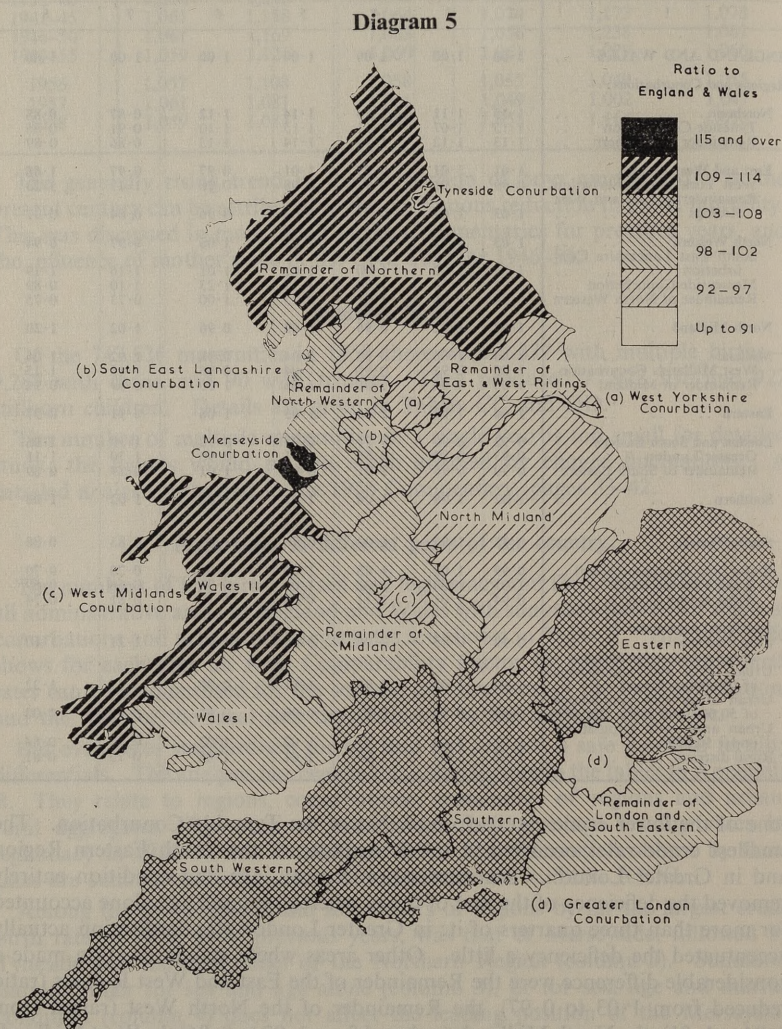 Diagram 5
Ratio to
England & Wales
115 and over
109 – 114
103 – 108
98 – 102
92 – 97
Up to 91
Tyneside Conurbation
Remainder of Northern
(b) South East Lancashire
Conurbation
Remainder of
North Western
(a)
Remainder of
East & West Ridings
(a) West Yorkshire
Conurbation
(b)
Merseyside
Conurbation
North Midland
Wales II
(c) West Midlands
Conurbation
(c)
Remainder of
Midland
Eastern
Wales I
(d)
Remainder of
London and
South Eastern
Southern
South Western
(d) Greater London
Conurbation